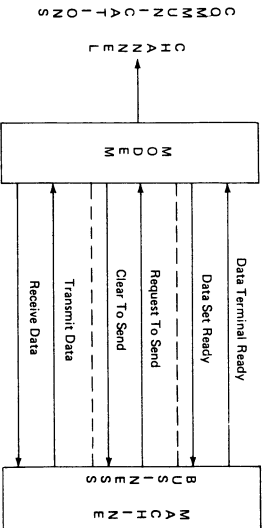 COMMUNICATIONS
CHANNEL
MODEM
Data Terminal Ready
Data Set Ready
Request To Send
Clear To Send
Transmit Data
Receive Data
BUSINESS
MACHINE